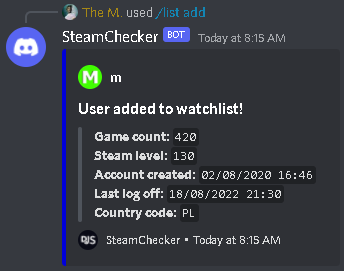 The M. used /list add
SteamChecker BOT Today at 8:15 AM
M m
User added to watchlist!
Game count: 420
Steam level: 130
Account created: 02/08/2020 16:46
Last log off: 18/08/2022 21:30
Country code: PL
RJS SteamChecker • Today at 8:15 AM